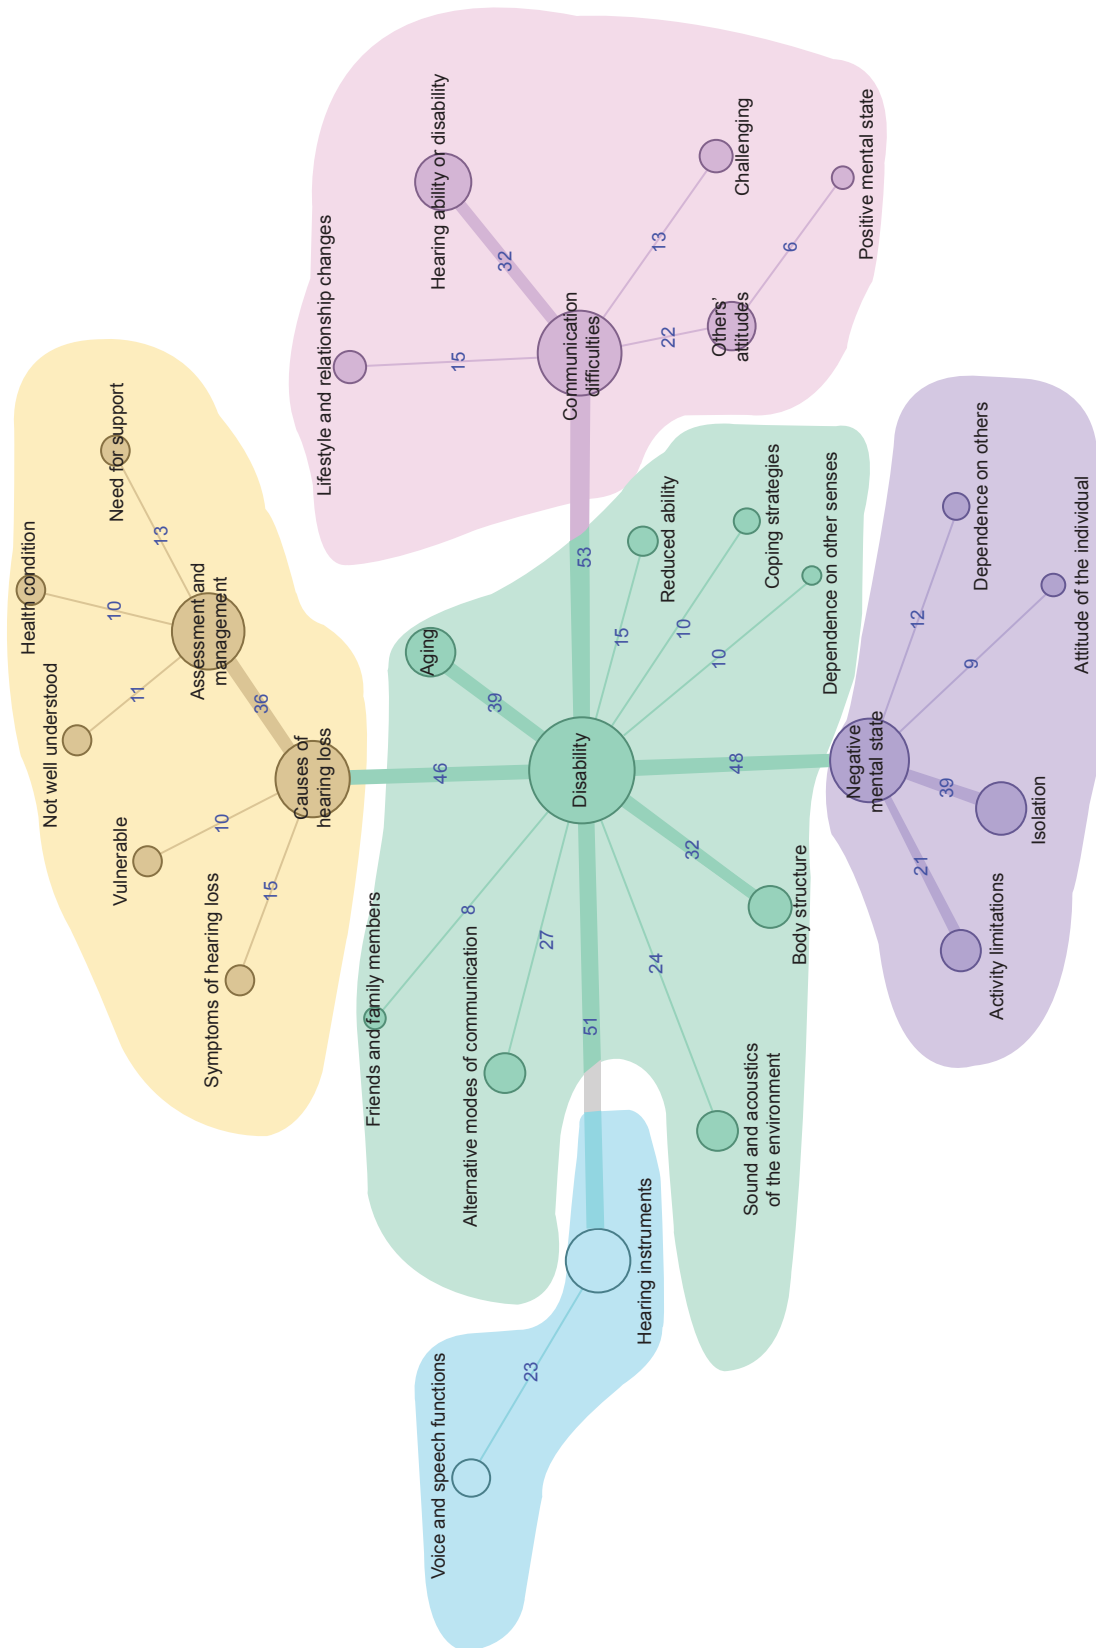 Health condition
Need for support
13
10
Not well understood
11
Assessment and
management
36
Vulnerable
10
Causes of
hearing loss
Symptoms of hearing loss
15
Hearing ability or disability
Lifestyle and relationship changes
32
15
Communication
difficulties
13
Challenging
22
Others'
attitudes
6
Positive mental state
53
46
Aging
39
Reduced ability
15
Coping strategies
10
Dependence on other senses
10
Disability
Friends and family members
8
Alternative modes of communication
27
51
24
Sound and acoustics
of the environment
32
Body structure
48
Negative
mental state
12
Dependence on others
9
Attitude of the individual
39
Isolation
21
Activity limitations
Hearing instruments
23
Voice and speech functions